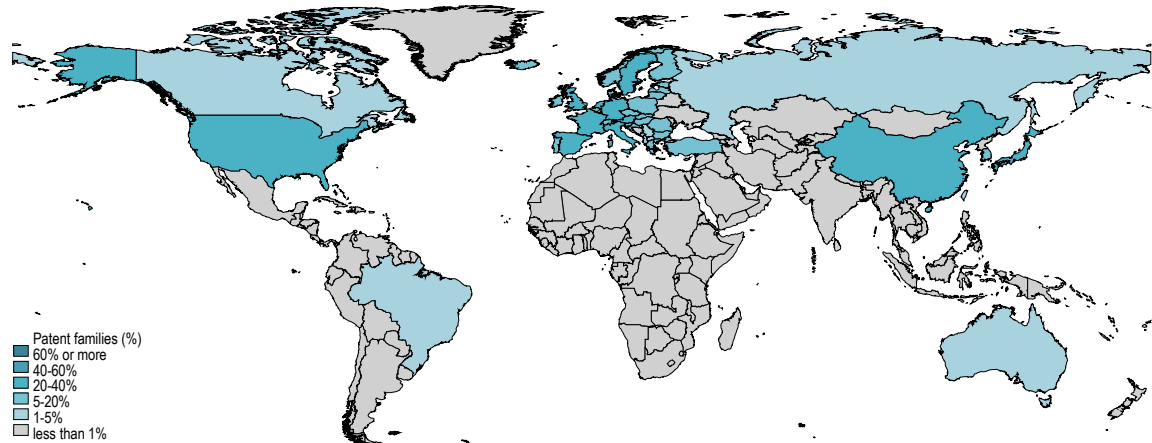 Patent families (%)
60% or more
40-60%
20-40%
5-20%
1-5%
less than 1%